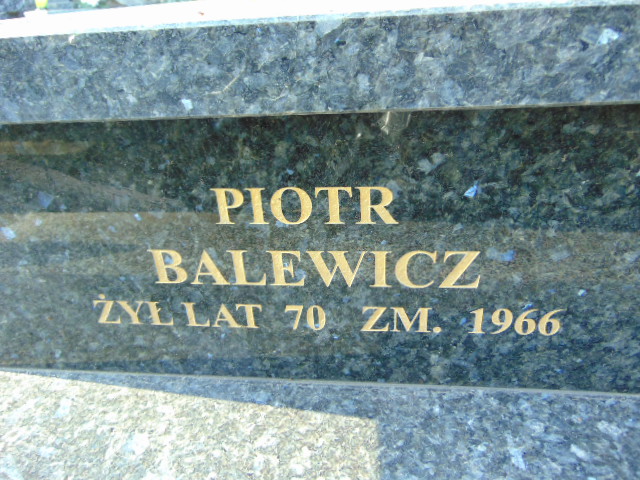 PIOTR
BALEWICZ
ŻYŁ LAT 70 ZM. 1966